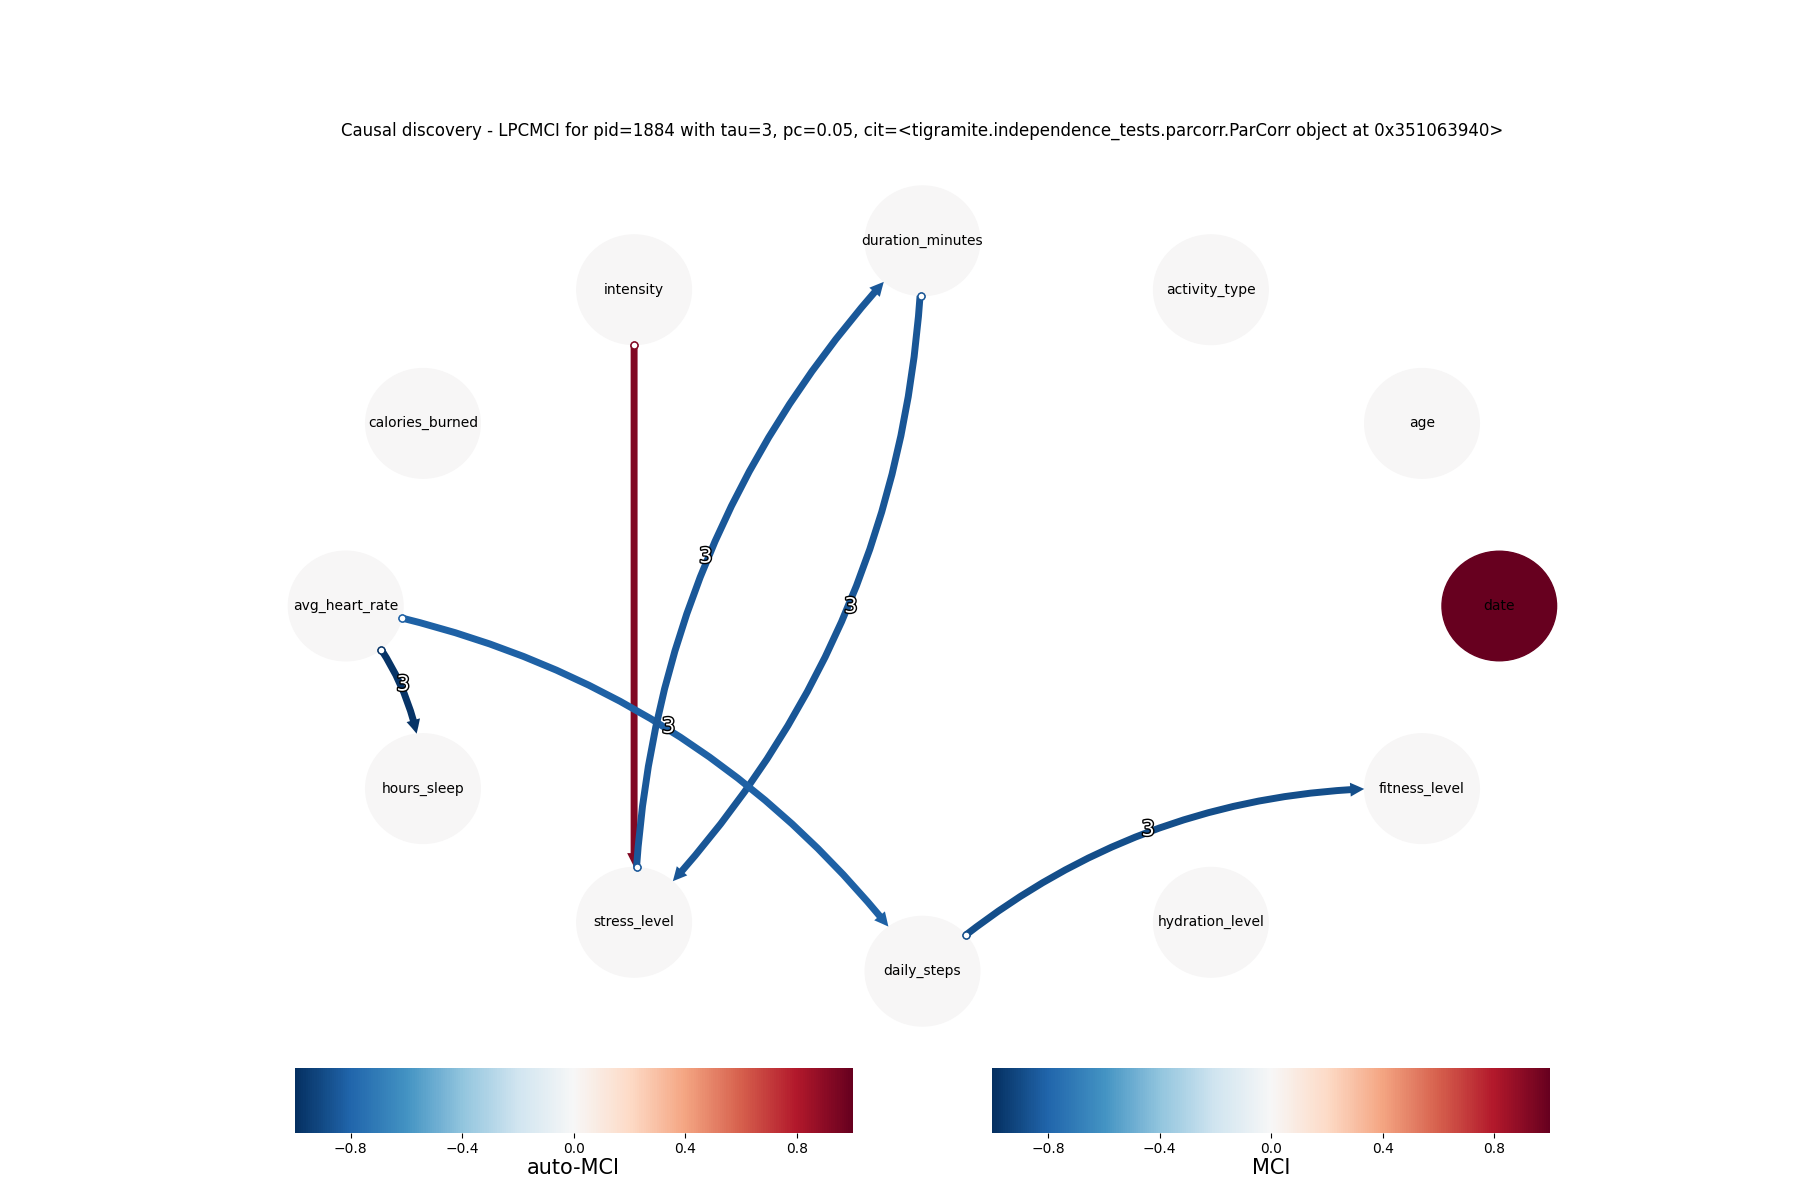 Causal discovery - LPCMCI for pid=1884 with tau=3, pc=0.05, cit=<tigramite.independence_tests.parcorr.ParCorr object at 0x351063940>
duration_minutes
intensity
activity_type
calories_burned
age
3
3
avg_heart_rate
date
3
3
hours_sleep
fitness_level
3
stress_level
hydration_level
daily_steps
−0.8 −0.4 0.0 0.4 0.8
auto-MCI
−0.8 −0.4 0.0 0.4 0.8
MCI